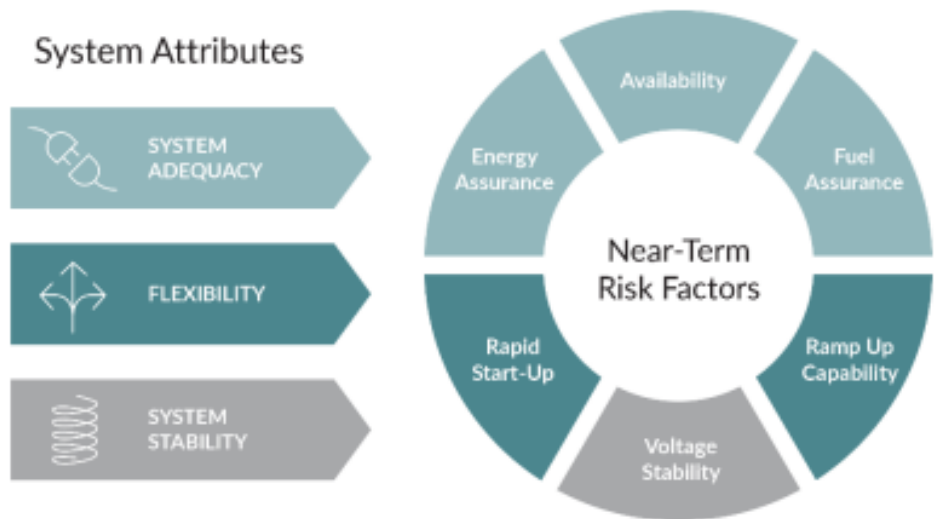 System Attributes
SYSTEM
ADEQUACY
FLEXIBILITY
SYSTEM
STABILITY
Availability
Energy
Assurance
Fuel
Assurance
Near-Term
Risk Factors
Rapid
Start-Up
Ramp Up
Capability
Voltage
Stability